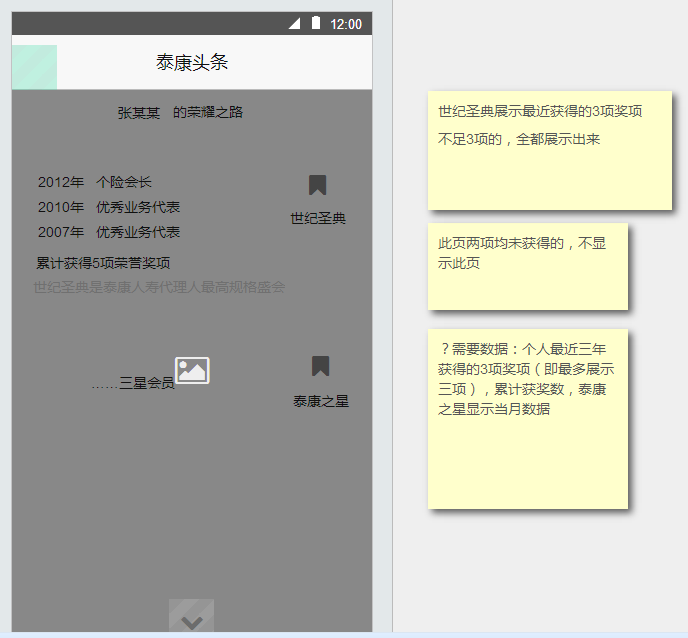 12:00
泰康头条
张某某 的荣耀之路
2012年 个险会长
2010年 优秀业务代表
2007年 优秀业务代表
世纪圣典
累计获得5项荣誉奖项
世纪圣典是泰康人寿代理人最高规格盛会
……三星会员
泰康之星
世纪圣典展示最近获得的3项奖项
不足3项的，全都展示出来
此页两项均未获得的，不显
示此页
？需要数据：个人最近三年
获得的3项奖项（即最多展示
三项），累计获奖数，泰康
之星显示当月数据